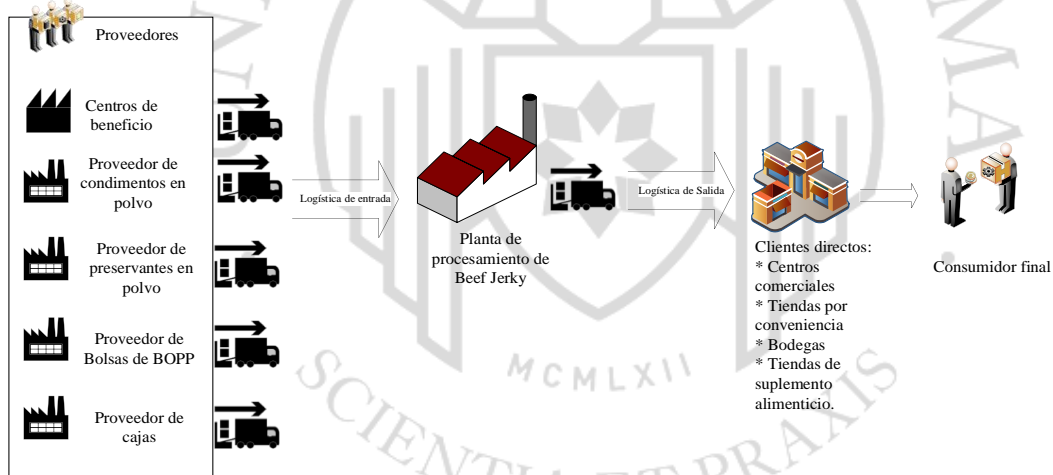 Proveedores
Centros de
beneficio
Proveedor de
condimentos en
polvo
Proveedor de
preservantes en
polvo
Proveedor de
Bolsas de BOPP
Proveedor de
cajas
Logística de entrada
Planta de
procesamiento de
Beef Jerky
Logística de Salida
Clientes directos:
* Centros
comerciales
* Tiendas por
conveniencia
* Bodegas
* Tiendas de
suplemento
alimenticio.
Consumidor final
MCMLXII
SCIENTIA ET PRAXIS